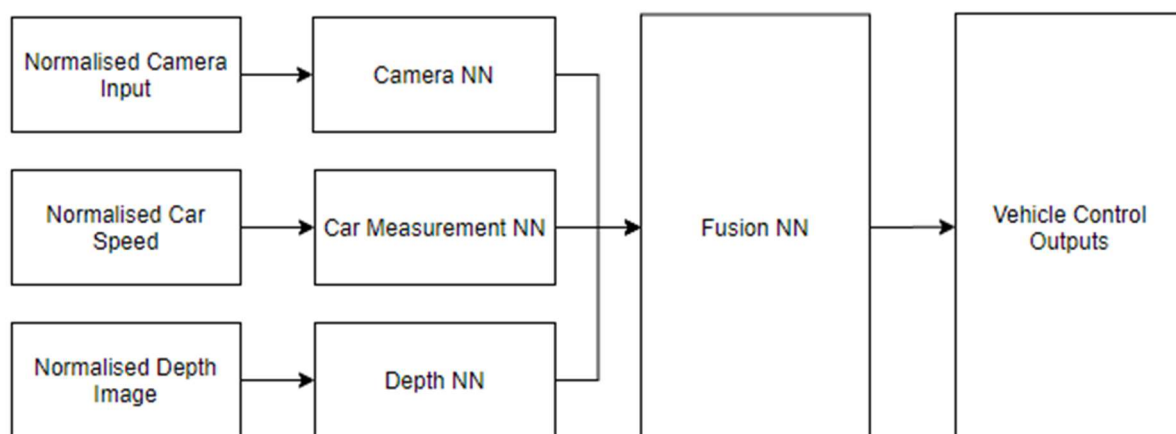 Normalised Camera
Input
Camera NN
Normalised Car
Speed
Car Measurement NN
Fusion NN
Vehicle Control
Outputs
Normalised Depth
Image
Depth NN